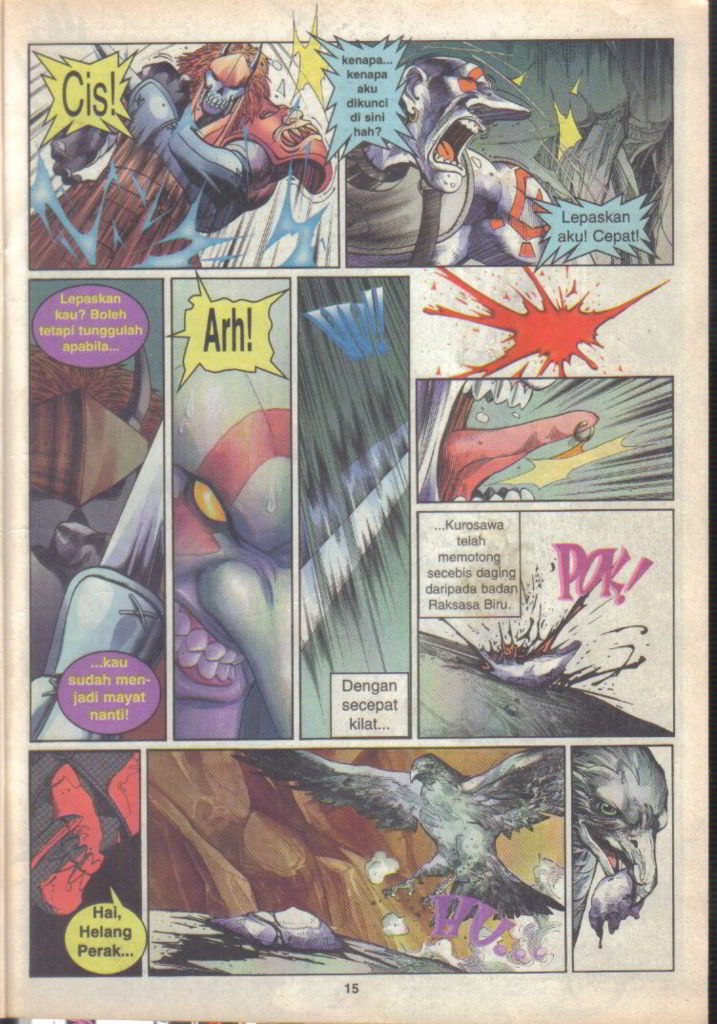 Cis!
kenapa...
kenapa
aku
dikunci
di sini
hah?
Lepaskan
aku! Cepat!
Lepaskan
kau? Boleh
tetapi tunggulah
apabila...
...kau
sudah men-
jadi mayat
nanti!
Arh!
Dengan
secepat
kilat...
...Kurosawa
telah
memotong
secebis daging
daripada badan
Raksasa Biru.
POK!
Hai,
Helang
Perak...
HU...
15